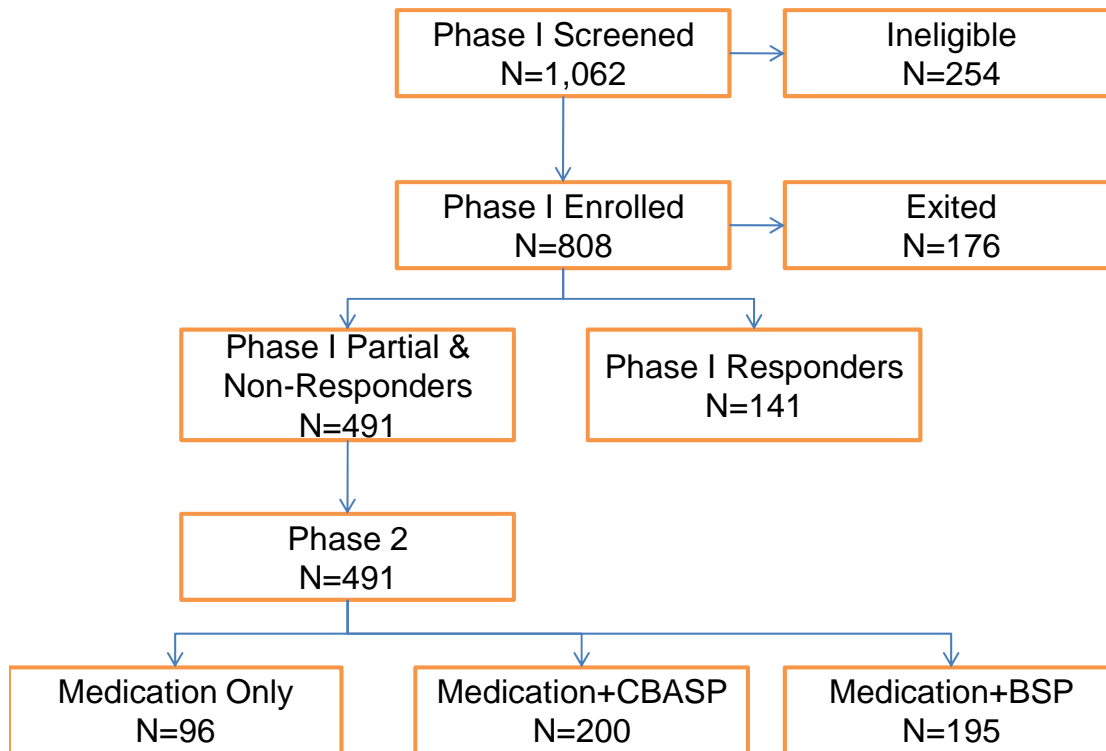 Phase I Screened
N=1,062
Ineligible
N=254
Phase I Enrolled
N=808
Exited
N=176
Phase I Partial &
Non-Responders
N=491
Phase I Responders
N=141
Phase 2
N=491
Medication Only
N=96
Medication+CBASP
N=200
Medication+BSP
N=195